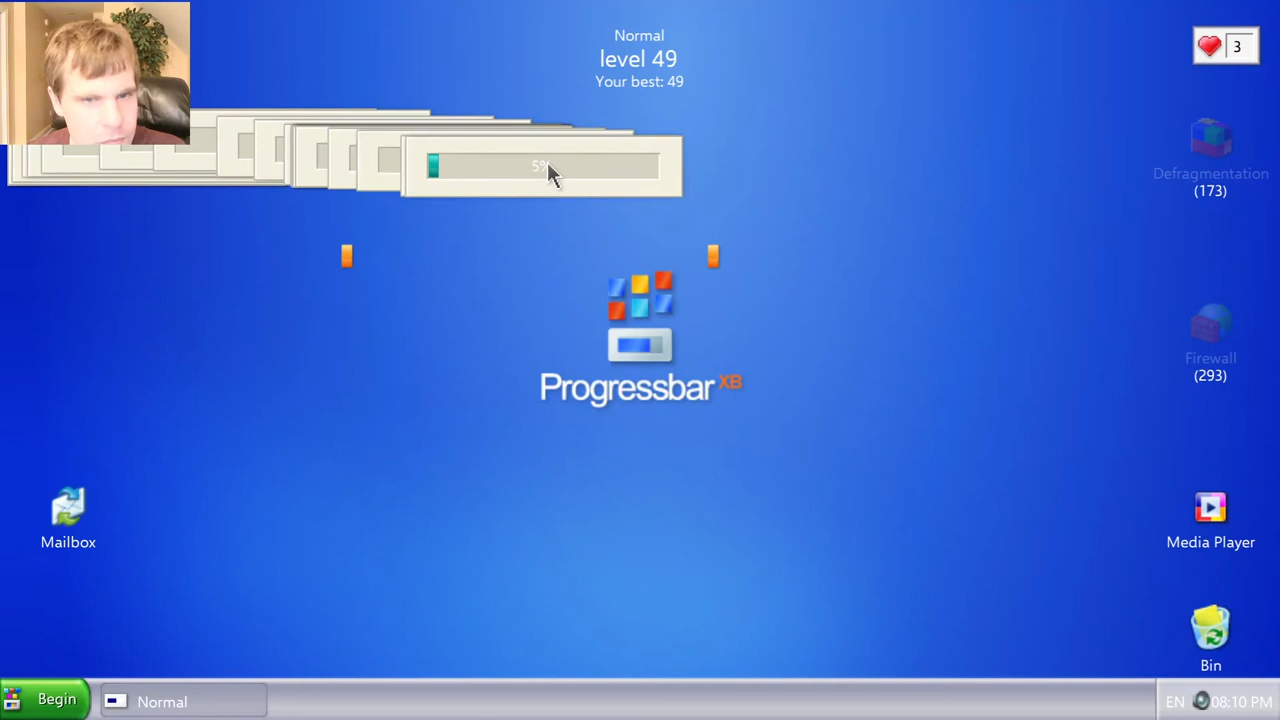 Normal
level 49
Your best: 49
3
5%
Defragmentation
(173)
Progressbar XB
Firewall
(293)
Mailbox
Media Player
Bin
Begin
Normal
EN
08:10 PM